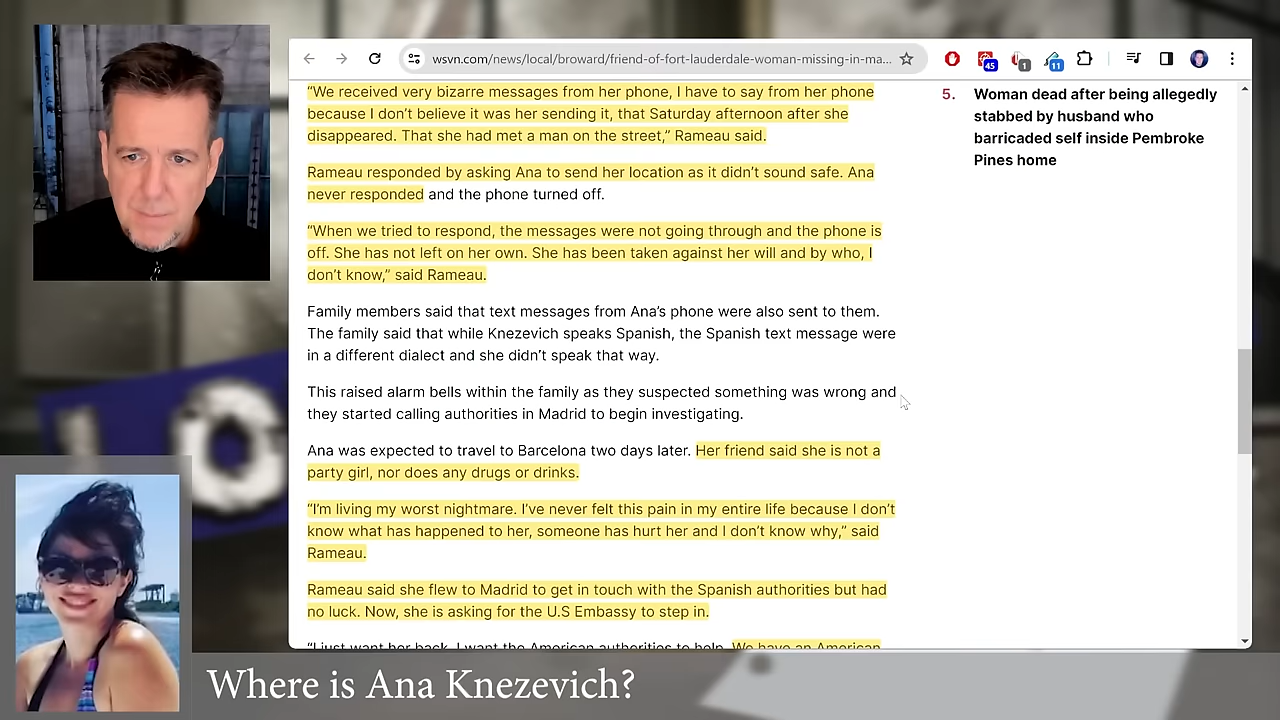 wsvn.com/news/local/broward/friend-of-fort-lauderdale-woman-missing-in-ma...
45
1
11
“We received very bizarre messages from her phone, I have to say from her phone
because I don’t believe it was her sending it, that Saturday afternoon after she
disappeared. That she had met a man on the street,” Rameau said.
Rameau responded by asking Ana to send her location as it didn’t sound safe. Ana
never responded and the phone turned off.
“When we tried to respond, the messages were not going through and the phone is
off. She has not left on her own. She has been taken against her will and by who, I
don’t know,” said Rameau.
Family members said that text messages from Ana’s phone were also sent to them.
The family said that while Knezevich speaks Spanish, the Spanish text message were
in a different dialect and she didn’t speak that way.
This raised alarm bells within the family as they suspected something was wrong and
they started calling authorities in Madrid to begin investigating.
Ana was expected to travel to Barcelona two days later. Her friend said she is not a
party girl, nor does any drugs or drinks.
“I’m living my worst nightmare. I’ve never felt this pain in my entire life because I don’t
know what has happened to her, someone has hurt her and I don’t know why,” said
Rameau.
Rameau said she flew to Madrid to get in touch with the Spanish authorities but had
no luck. Now, she is asking for the U.S Embassy to step in.
“I just want her back. I want the American authorities to help. We have an American
5. Woman dead after being allegedly
stabbed by husband who
barricaded self inside Pembroke
Pines home
Where is Ana Knezevich?